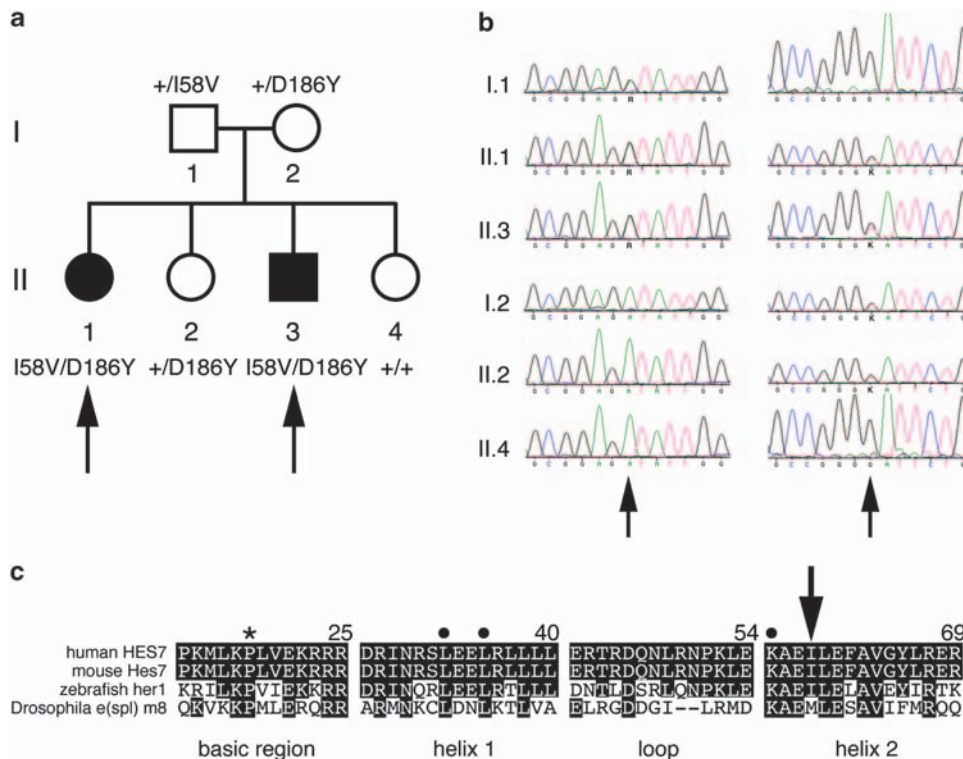 a
+/I58V +/D186Y
I
1 2
II
1 2 3 4
I58V/D186Y +/D186Y I58V/D186Y +/+
b
I.1
G C G G A G R T A T T G G
II.1
G C G G A G R T A T T G G
G C C G G G K A T T C T G
II.3
G C G G A G R T A T T G G
G C C G G G K A T T C T G
I.2
G C G G A G A T A T T G G
G C C G G G K A T T C T G
II.2
G C G G A G A T A T T G G
G C C G G G K A T T C T G
II.4
G C G G A G A T A T T G G
c
* 25 • • 40 54 • 69
human HES7 PKMLKPLVEKRRR DRINRSLEELRLLLL ERTRDQNLRNPKLE KAEILEFAVGYLRER
mouse Hes7 PKMLKPLVEKRRR DRINRSLEELRLLLL ERTRDQNLRNPKLE KAEILEFAVGYLRER
zebrafish her1 KRILKPVIEKKRR DRINQRLEELRTLLL DNTLDSRLQNPKLE KAEILELAVEYIRTK
Drosophila e(spl) m8 QKVKKPMLERQRR ARMNKCLDNLKTLVA ELRGDDGI--LRMD KAEMLESAVIFMRQQ
basic region helix 1 loop helix 2